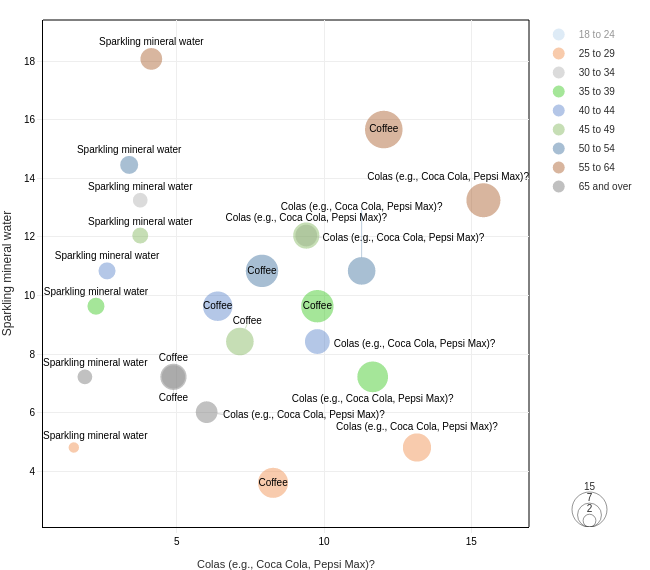 Sparkling mineral water
18 to 24
25 to 29
30 to 34
35 to 39
40 to 44
45 to 49
50 to 54
55 to 64
65 and over
18
16
14
12
10
8
6
4
Sparkling mineral water
Coffee
Sparkling mineral water
Colas (e.g., Coca Cola, Pepsi Max)?
Sparkling mineral water
Colas (e.g., Coca Cola, Pepsi Max)?
Colas (e.g., Coca Cola, Pepsi Max)?
Sparkling mineral water
Colas (e.g., Coca Cola, Pepsi Max)?
Sparkling mineral water
Coffee
Sparkling mineral water
Coffee
Coffee
Coffee
Colas (e.g., Coca Cola, Pepsi Max)?
Coffee
Sparkling mineral water
Coffee
Colas (e.g., Coca Cola, Pepsi Max)?
Colas (e.g., Coca Cola, Pepsi Max)?
Colas (e.g., Coca Cola, Pepsi Max)?
Sparkling mineral water
Coffee
15
7
2
5
10
15
Colas (e.g., Coca Cola, Pepsi Max)?